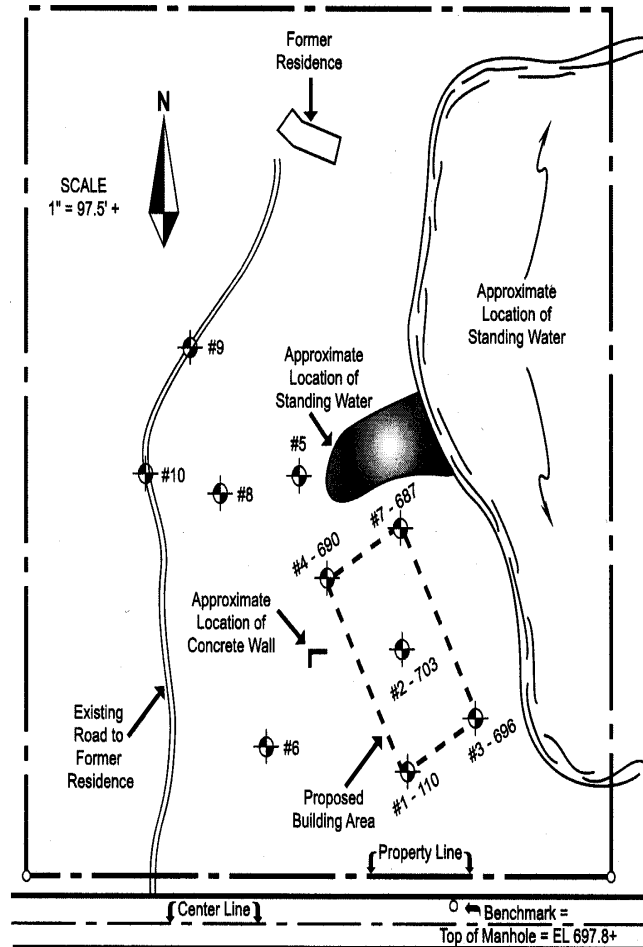 Former
Residence
N
SCALE
1" = 97.5' +
Approximate
Location of
Standing Water
#9
Approximate
Location of
Standing Water
#5
#10
#8
#7 - 687
#4 - 690
Approximate
Location of
Concrete Wall
#2 - 703
Existing
Road to
Former
Residence
#6
#3 - 696
#1 - 110
Proposed
Building Area
Property Line
Center Line
Benchmark =
Top of Manhole = EL 697.8+